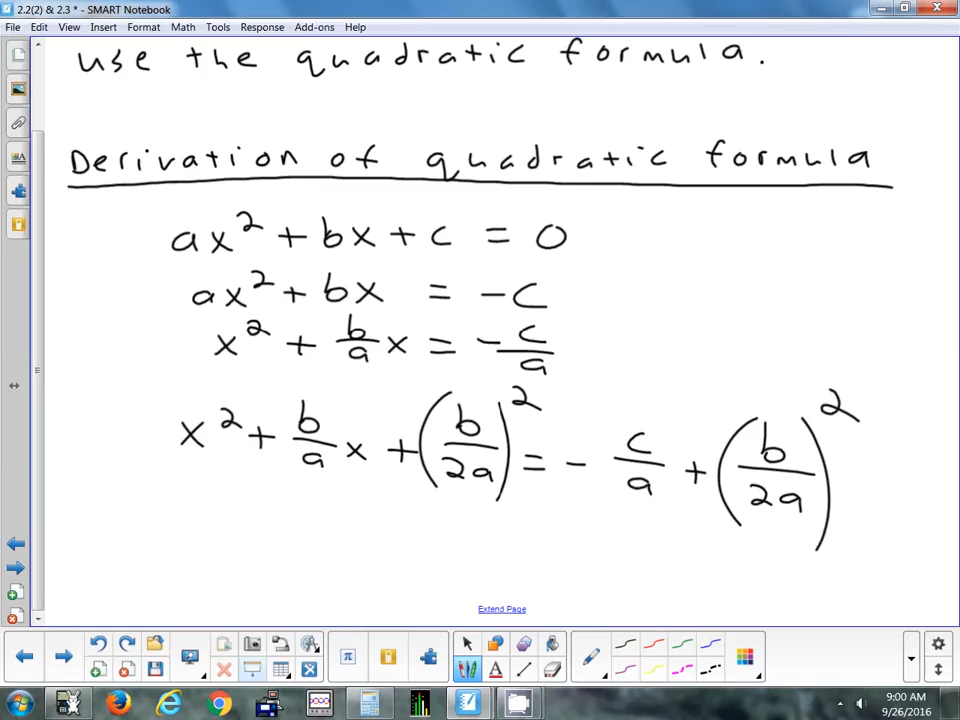 2.2(2) & 2.3 * - SMART Notebook
File Edit View Insert Format Math Tools Response Add-ons Help
use the quadratic formula.
Derivation of quadratic formula
ax² + bx + c = 0
ax² + bx = -c
x² + b/a x = - c/a
x² + b/a x + (b/2a)² = - c/a + (b/2a)²
Extend Page
9:00 AM
9/26/2016